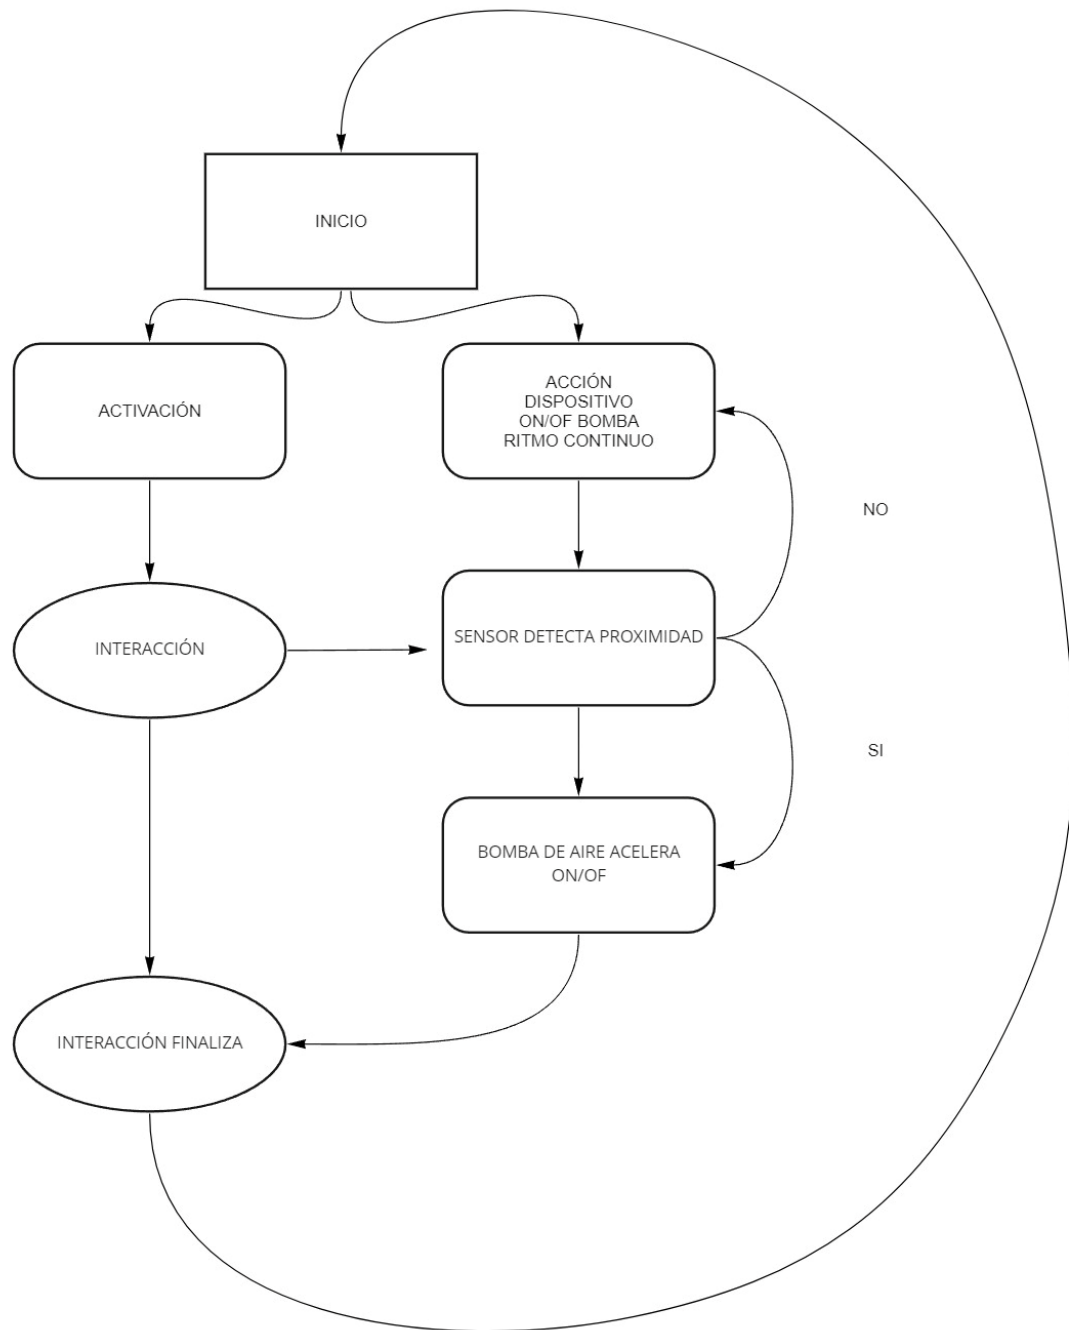 INICIO
ACTIVACIÓN
ACCIÓN
DISPOSITIVO
ON/OF BOMBA
RITMO CONTINUO
NO
INTERACCIÓN
SENSOR DETECTA PROXIMIDAD
SI
BOMBA DE AIRE ACELERA
ON/OF
INTERACCIÓN FINALIZA